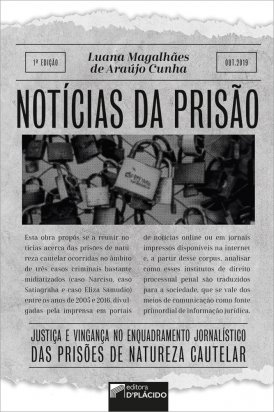 1ª EDIÇÃO
Luana Magalhães
de Araújo Cunha
OUT.2019
NOTÍCIAS DA PRISÃO
Esta obra propôs-se a reunir no-
tícias acerca das prisões de natu-
reza cautelar ocorridas no âmbito
de três casos criminais bastante
midiatizados (caso Narciso, caso
Satiagraha e caso Eliza Samudio)
entre os anos de 2005 e 2016, divul-
gadas pela imprensa em portais
de notícias online ou em jornais
impressos disponíveis na internet
e, a partir desse corpus, analisar
como esses institutos de direito
processual penal são traduzidos
para a sociedade, que se vale dos
meios de comunicação como fonte
primordial de informação jurídica.
JUSTIÇA E VINGANÇA NO ENQUADRAMENTO JORNALÍSTICO
DAS PRISÕES DE NATUREZA CAUTELAR
editora
D'PLÁCIDO